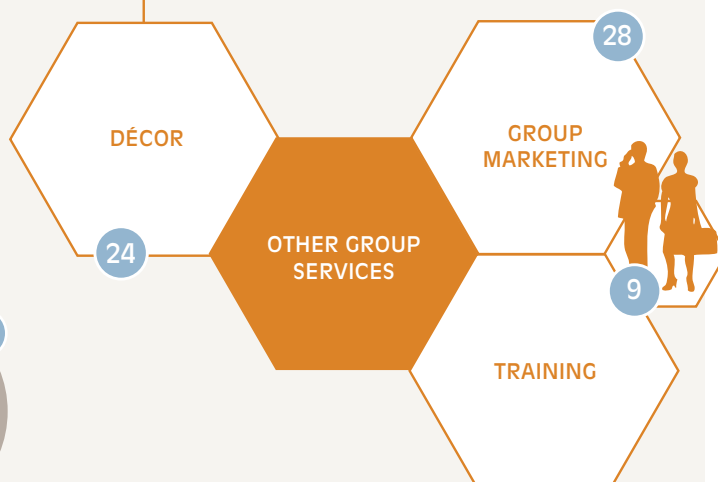 28
DÉCOR
GROUP
MARKETING
24
OTHER GROUP
SERVICES
9
TRAINING